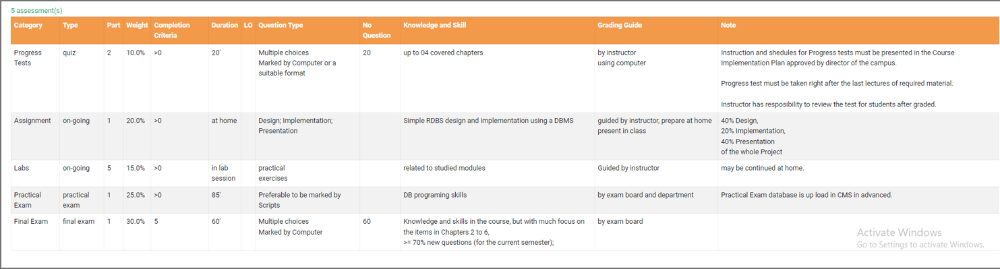 5 assessment(s)
Category Type Part Weight Completion Criteria Duration LO Question Type No Question Knowledge and Skill Grading Guide Note
Progress Tests quiz 2 10.0% >0 20' Multiple choices Marked by Computer or a suitable format 20 up to 04 covered chapters by instructor using computer Instruction and shedules for Progress tests must be presented in the Course Implementation Plan approved by director of the campus.
Progress test must be taken right after the last lectures of required material.
Instructor has resposibility to review the test for students after graded.
Assignment on-going 1 20.0% >0 at home Design; Implementation; Presentation Simple RDBS design and implementation using a DBMS guided by instructor, prepare at home present in class 40% Design,
20% Implementation,
40% Presentation
of the whole Project
Labs on-going 5 15.0% >0 in lab session practical exercises related to studied modules Guided by instructor may be continued at home.
Practical Exam practical exam 1 25.0% >0 85' Preferable to be marked by Scripts DB programing skills by exam board and department Practical Exam database is up load in CMS in advanced.
Final Exam final exam 1 30.0% 5 60' Multiple choices Marked by Computer 60 Knowledge and skills in the course, but with much focus on the items in Chapters 2 to 6,
>= 70% new questions (for the current semester); by exam board
Activate Windows
Go to Settings to activate Windows.